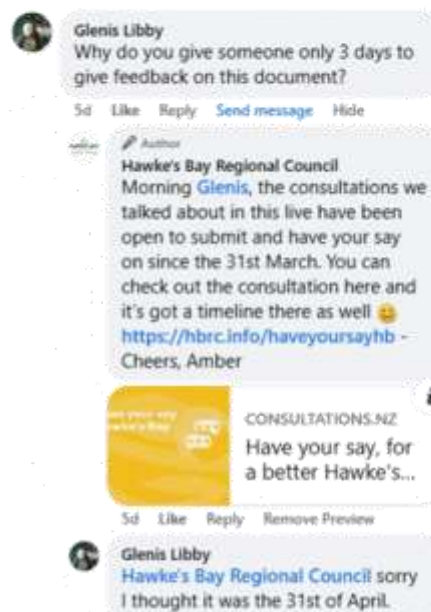 Glenis Libby
Why do you give someone only 3 days to
give feedback on this document?
5d Like Reply Send message Hide
Author
Hawke's Bay Regional Council
Morning Glenis, the consultations we
talked about in this live have been
open to submit and have your say
on since the 31st March. You can
check out the consultation here and
it's got a timeline there as well 😀
https://hbrc.info/haveyoursayhb -
Cheers, Amber
CONSULTATIONS.NZ
Have your say, for
a better Hawke's...
5d Like Reply Remove Preview
Glenis Libby
Hawke's Bay Regional Council sorry
I thought it was the 31st of April.